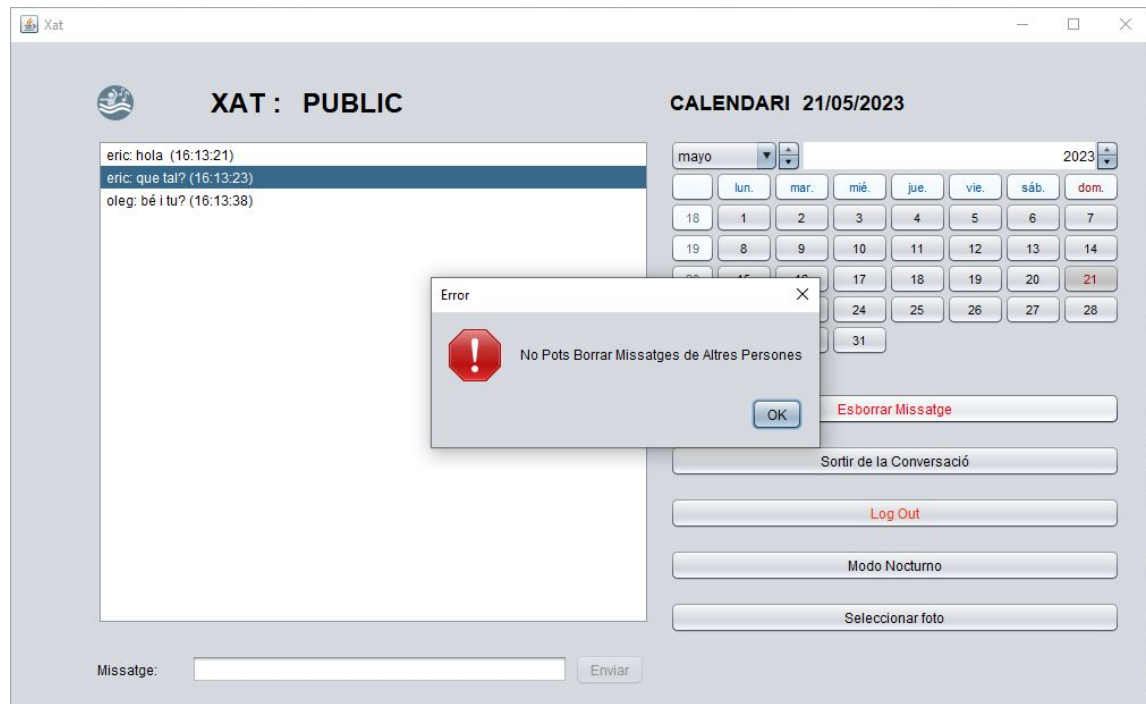 Xat
XAT : PUBLIC
eric: hola (16:13:21)
eric: que tal? (16:13:23)
oleg: bé i tu? (16:13:38)
Missatge:
Enviar
CALENDARI 21/05/2023
mayo 2023
lun. mar. mié. jue. vie. sáb. dom.
18 1 2 3 4 5 6 7
19 8 9 10 11 12 13 14
17 18 19 20 21
24 25 26 27 28
31
Error
No Pots Borrar Missatges de Altres Persones
OK
Esborrar Missatge
Sortir de la Conversació
Log Out
Modo Nocturno
Seleccionar foto